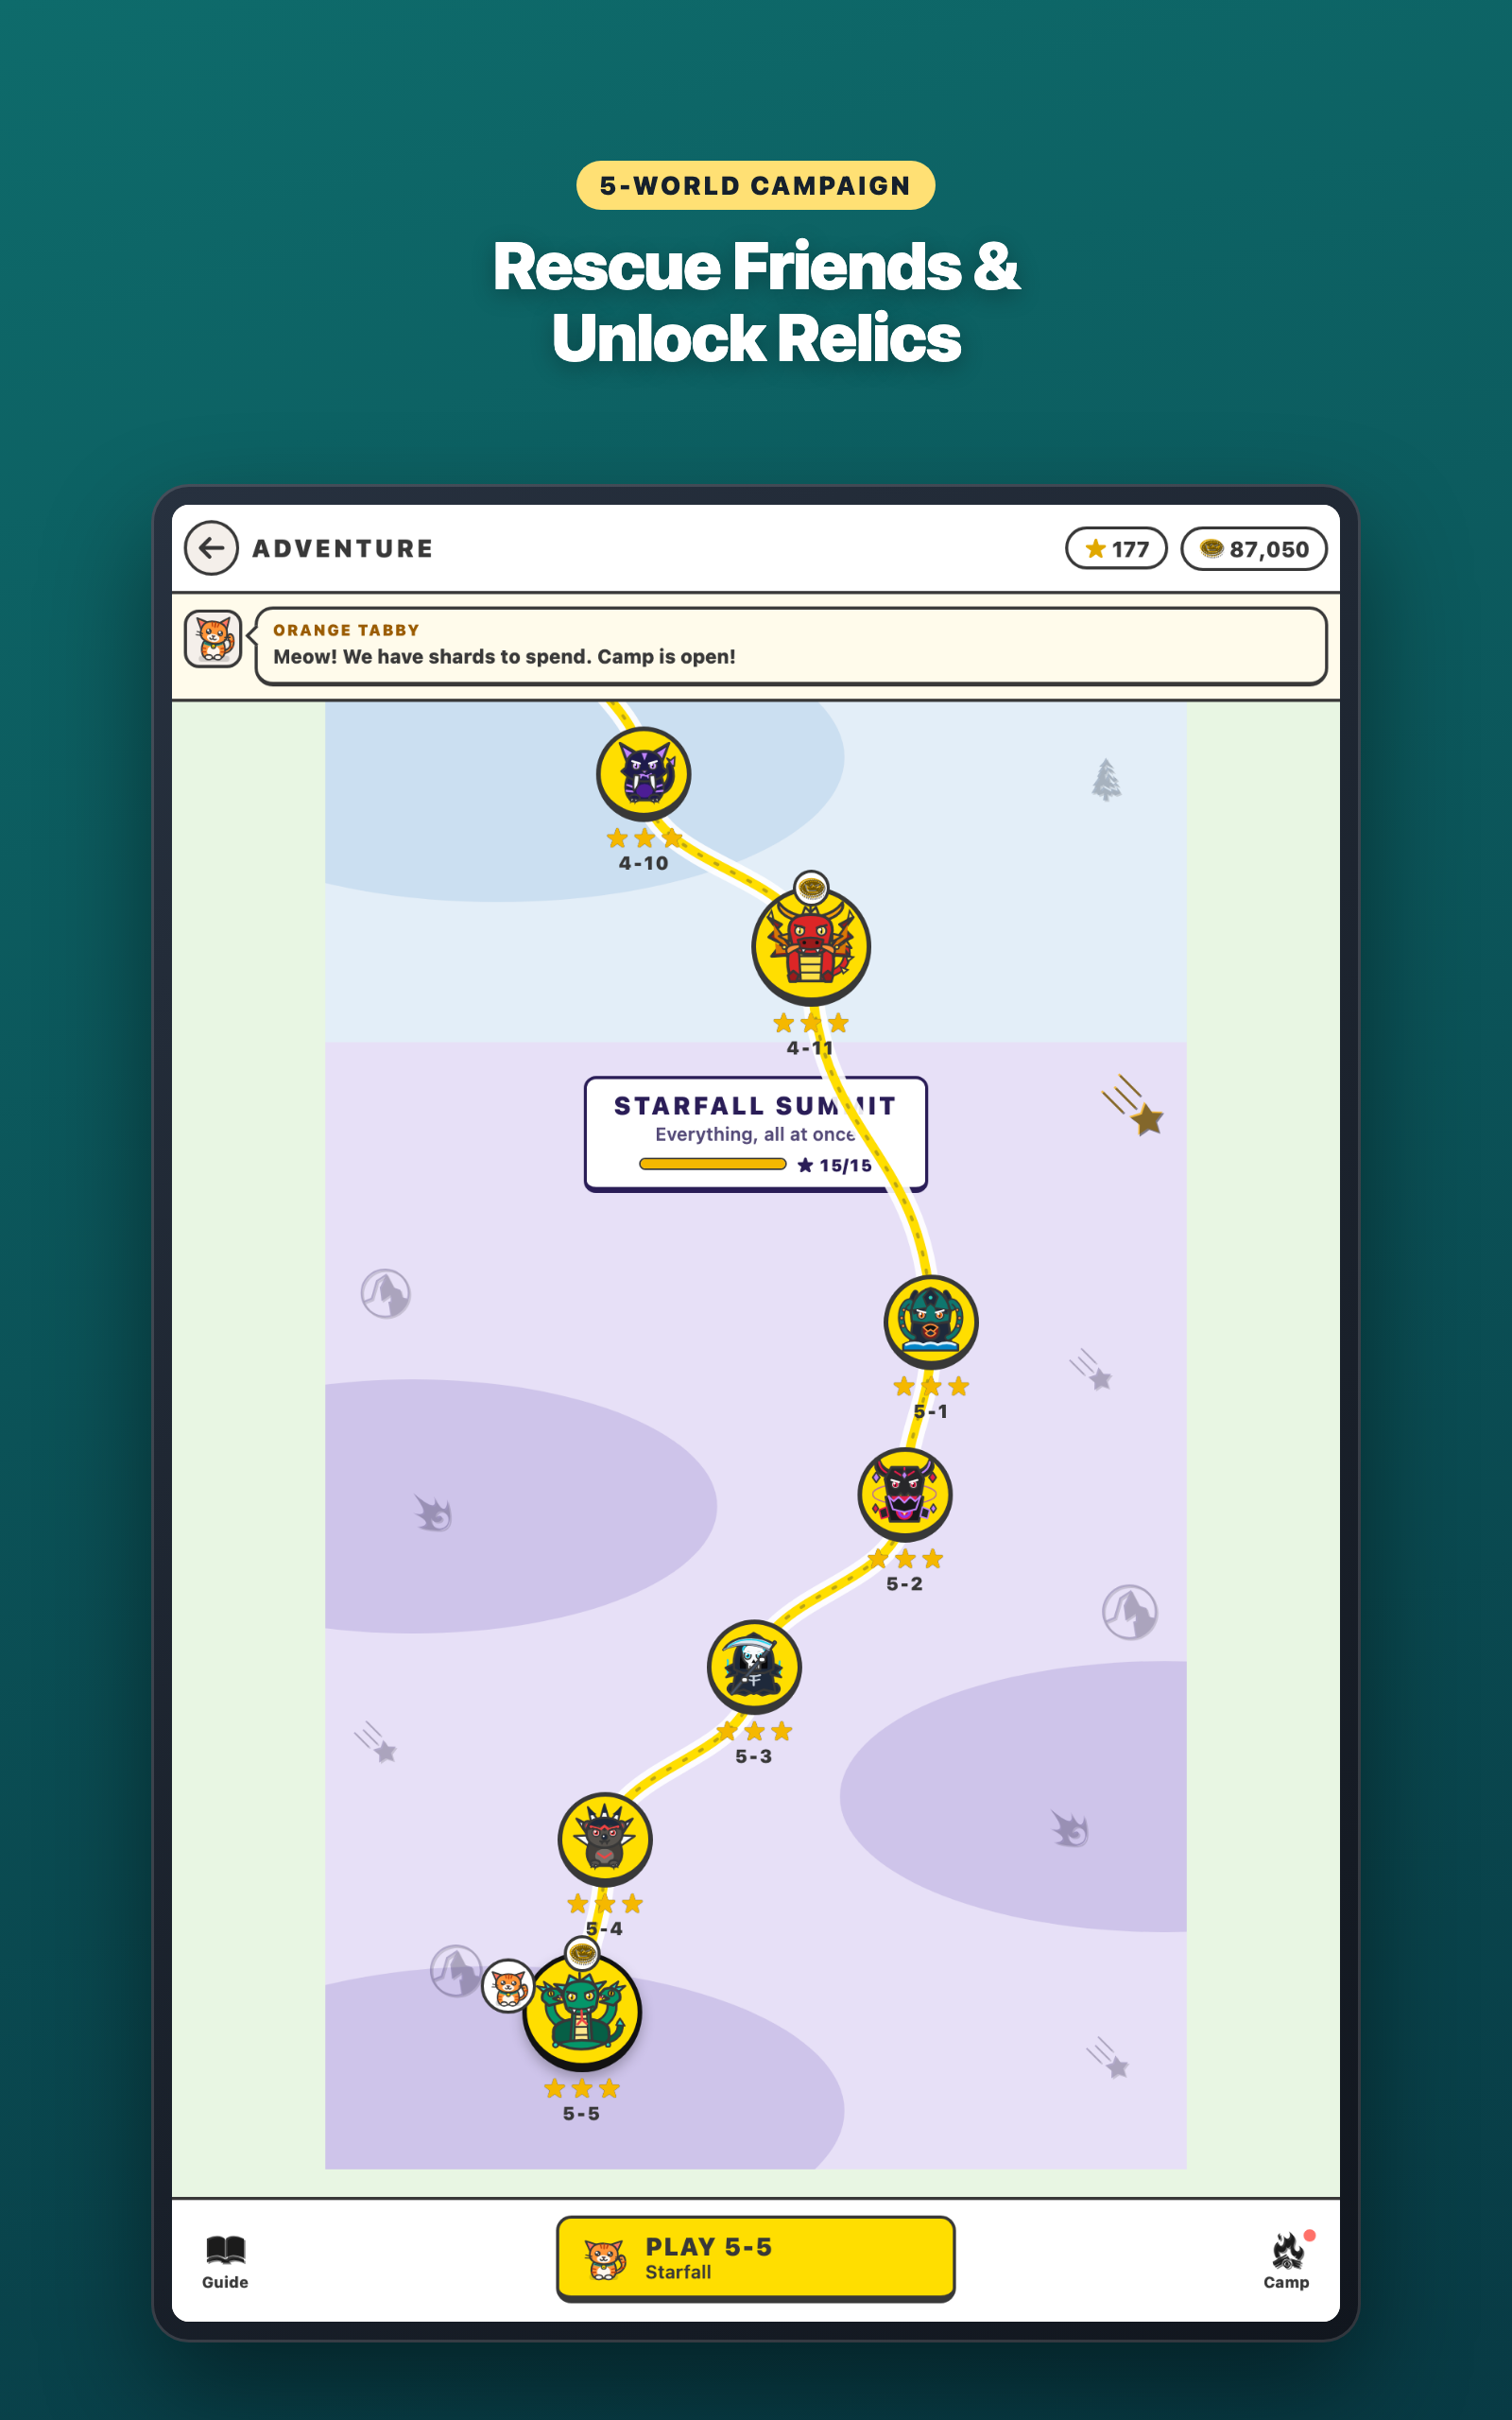 5-WORLD CAMPAIGN
Rescue Friends &
Unlock Relics
ADVENTURE
177
87,050
ORANGE TABBY
Meow! We have shards to spend. Camp is open!
4-10
4-11
STARFALL SUMMIT
Everything, all at once
15/15
5-1
5-2
5-3
5-4
5-5
Guide
PLAY 5-5
Starfall
Camp